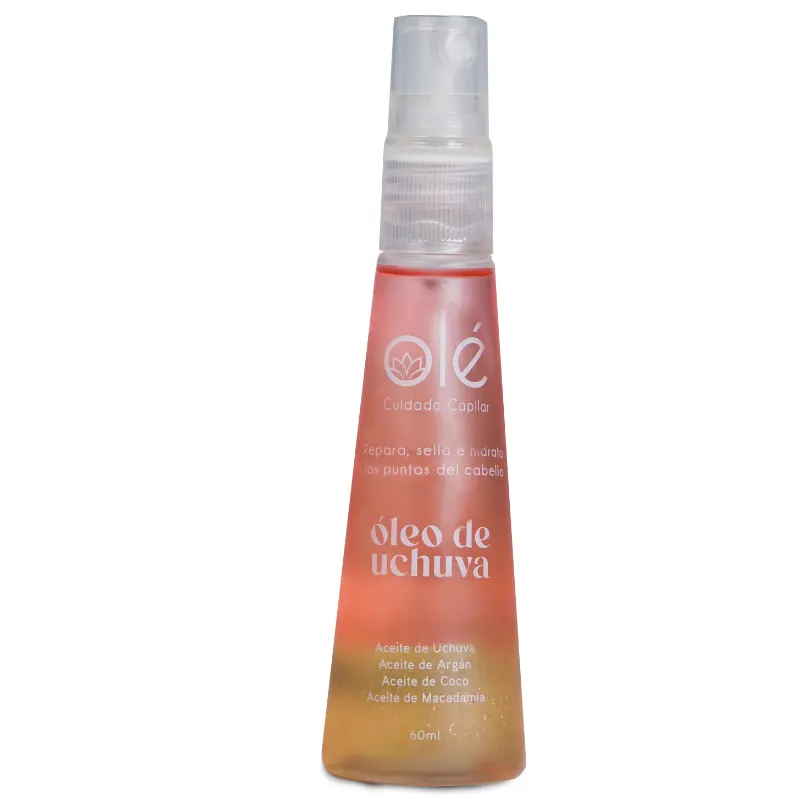 olé
Cuidado Capilar
Repara, sella e hidrata
las puntas del cabello
óleo de
uchuva
Aceite de Uchuva
Aceite de Argán
Aceite de Coco
Aceite de Macadamia
60ml